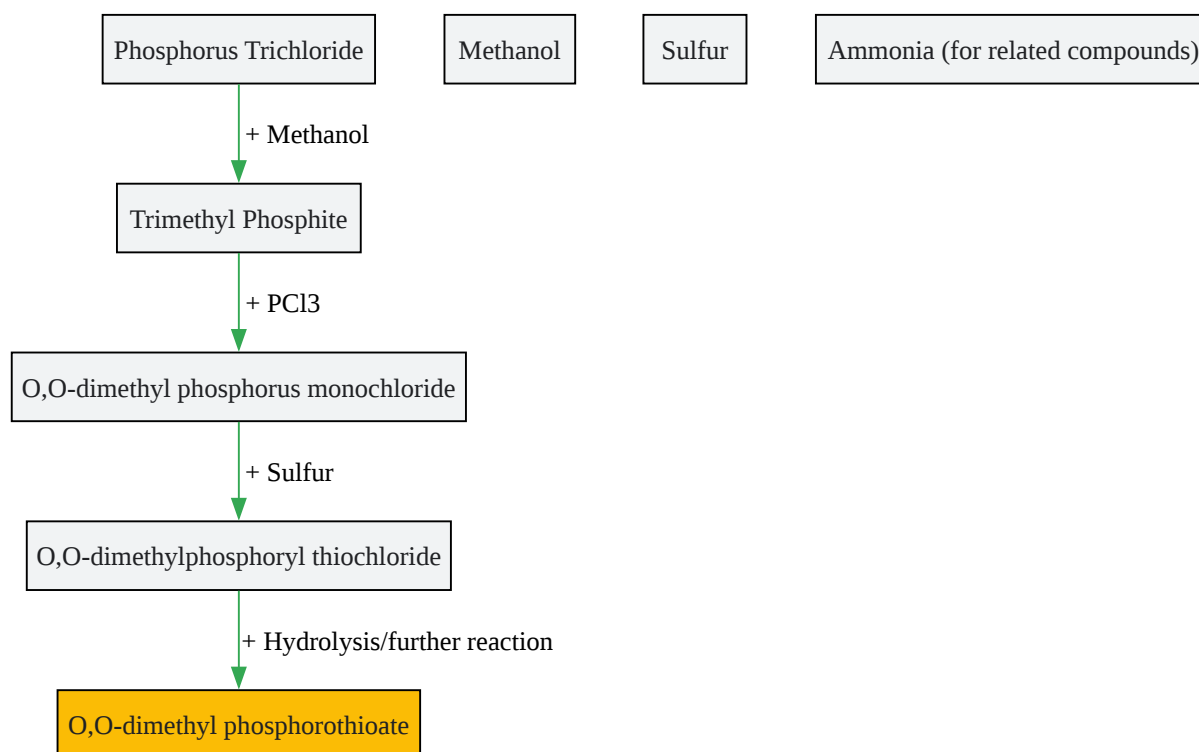 Phosphorus Trichloride
Methanol
Sulfur
Ammonia (for related compounds)
+ Methanol
Trimethyl Phosphite
+ PCl3
O,O-dimethyl phosphorus monochloride
+ Sulfur
O,O-dimethylphosphoryl thiochloride
+ Hydrolysis/further reaction
O,O-dimethyl phosphorothioate